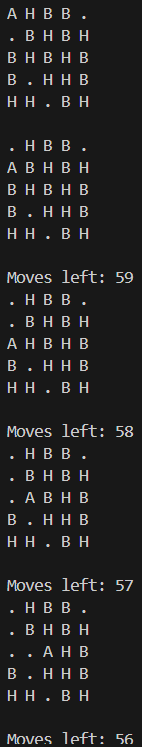 A H B B .
. B H B H
B H B H B
B . H H B
H H . B H
. H B B .
A B H B H
B H B H B
B . H H B
H H . B H
Moves left: 59
. H B B .
. B H B H
A H B H B
B . H H B
H H . B H
Moves left: 58
. H B B .
. B H B H
. A B H B
B . H H B
H H . B H
Moves left: 57
. H B B .
. B H B H
. . A H B
B . H H B
H H . B H
Moves left: 56